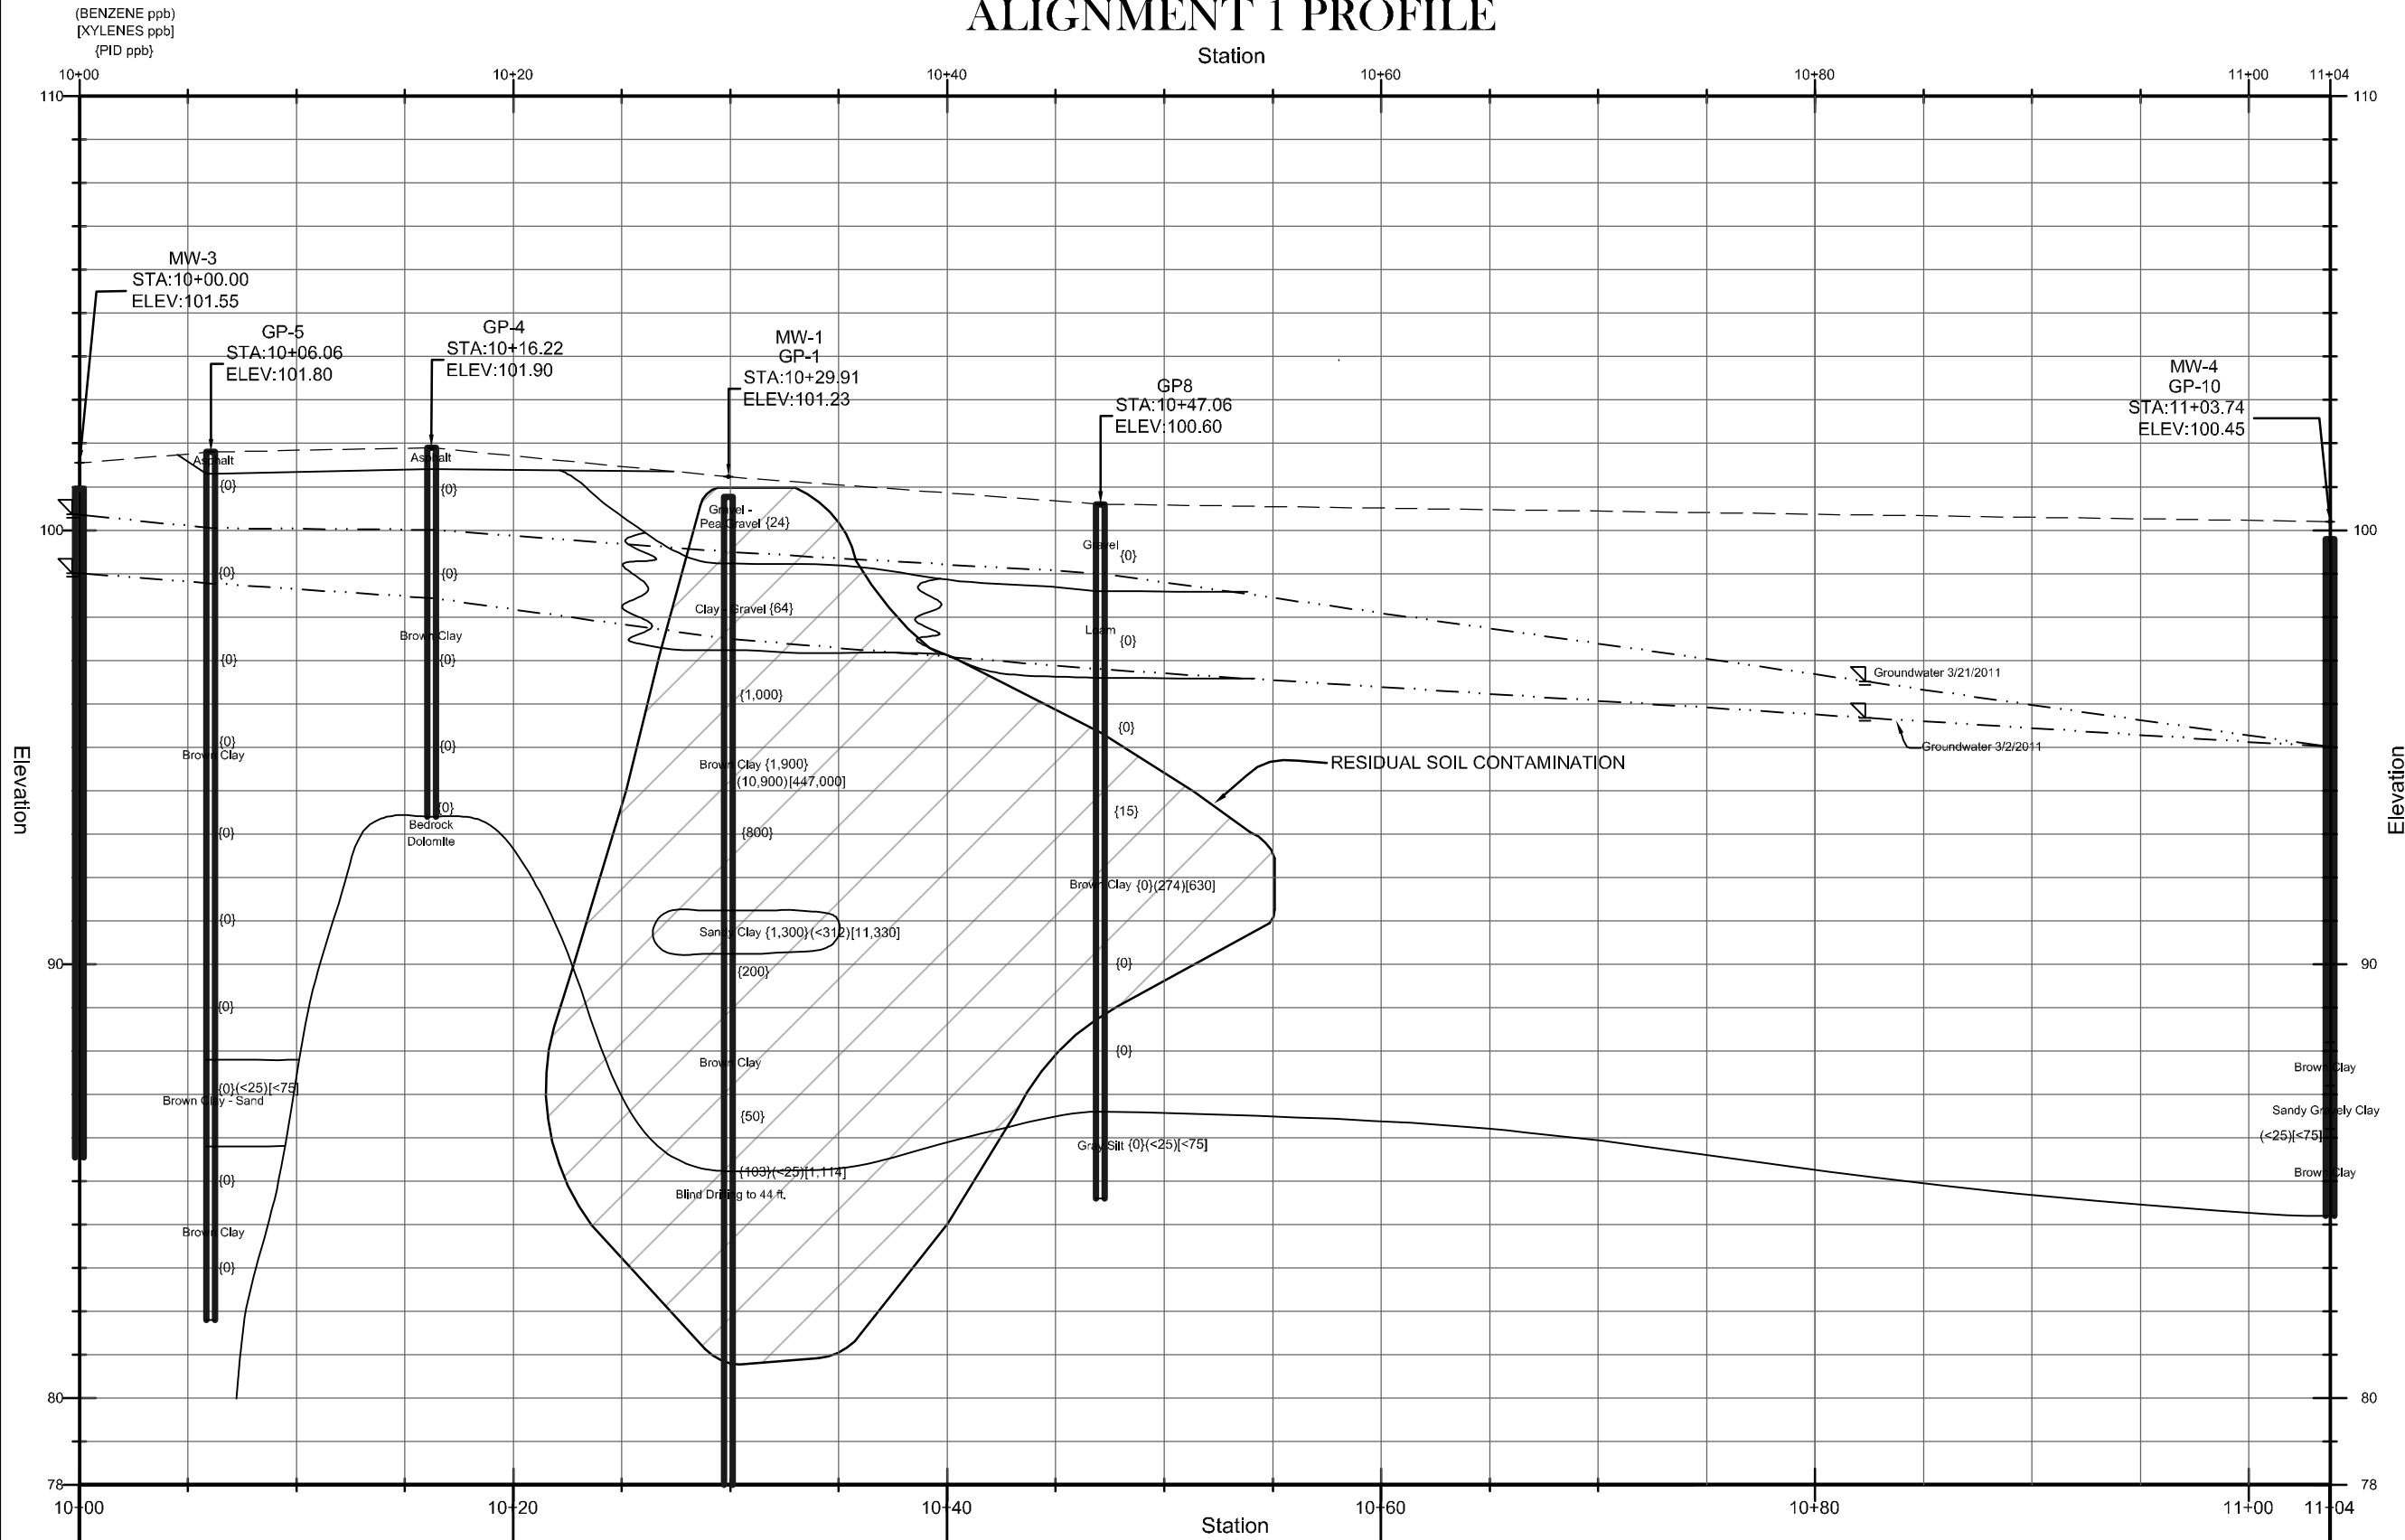 (BENZENE ppb)
[XYLENES ppb]
{PID ppb}
ALIGNMENT 1 PROFILE
Station
10+00
10+20
10+40
10+60
10+80
11+00
11+04
110
110
MW-3
STA:10+00.00
ELEV:101.55
GP-5
STA:10+06.06
ELEV:101.80
GP-4
STA:10+16.22
ELEV:101.90
MW-1
GP-1
STA:10+29.91
ELEV:101.23
GP8
STA:10+47.06
ELEV:100.60
MW-4
GP-10
STA:11+03.74
ELEV:100.45
Asphalt
{0}
{0}
{0}
{0}
Brown Clay
{0}
{0}
{0}
{0}(<25)[<75]
Brown Clay - Sand
{0}
Brown Clay
{0}
Asphalt
{0}
{0}
Brown Clay
{0}
{0}
{0}
Bedrock
Dolomite
Gravel -
Pea Gravel {24}
Clay - Gravel {64}
{1,000}
Brown Clay {1,900}
(10,900)[447,000]
{800}
Sandy Clay {1,300}(<312)[11,330]
{200}
Brown Clay
{50}
{103}(<25)[1,114]
Blind Drilling to 44 ft.
Gravel
{0}
Loam
{0}
{0}
{15}
Brown Clay {0}(274)[630]
{0}
{0}
Gray Silt {0}(<25)[<75]
RESIDUAL SOIL CONTAMINATION
Groundwater 3/21/2011
Groundwater 3/2/2011
Brown Clay
Sandy Gravely Clay
(<25)[<75]
Brown Clay
100
100
Elevation
Elevation
90
90
80
80
78
78
10+00
10+20
10+40
10+60
10+80
11+00
11+04
Station